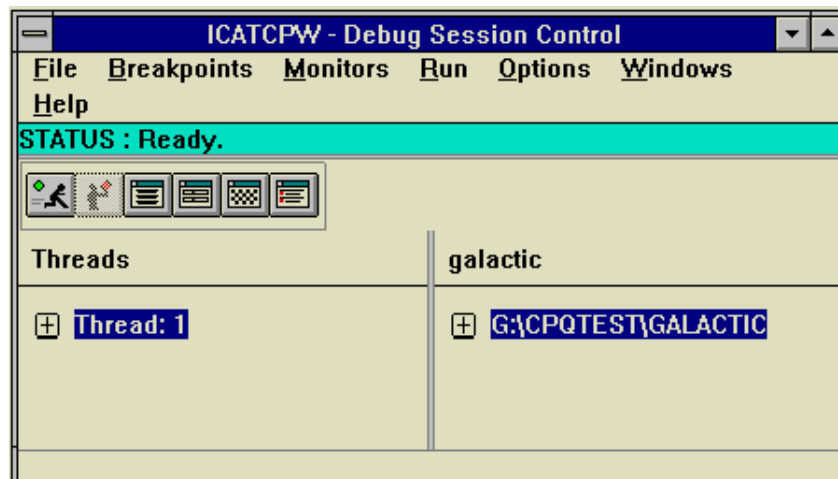 ICATCPW - Debug Session Control
File Breakpoints Monitors Run Options Windows
Help
STATUS : Ready.
Threads galactic
Thread: 1 G:\CPQTEST\GALACTIC